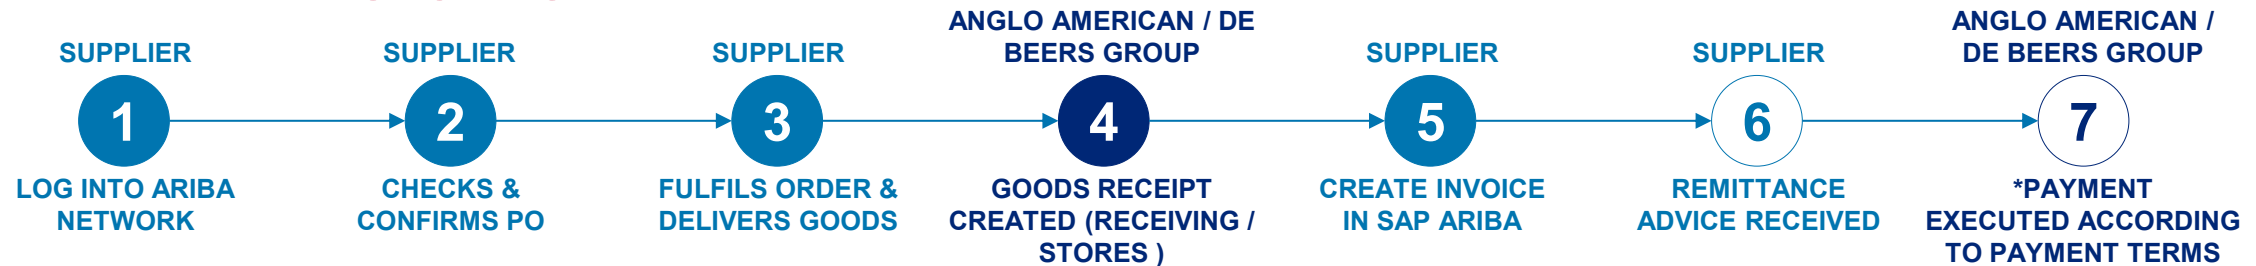 SUPPLIER
1
LOG INTO ARIBA
NETWORK
SUPPLIER
2
CHECKS &
CONFIRMS PO
SUPPLIER
3
FULFILS ORDER &
DELIVERS GOODS
ANGLO AMERICAN / DE
BEERS GROUP
4
GOODS RECEIPT
CREATED (RECEIVING /
STORES )
SUPPLIER
5
CREATE INVOICE
IN SAP ARIBA
SUPPLIER
6
REMITTANCE
ADVICE RECEIVED
ANGLO AMERICAN /
DE BEERS GROUP
7
*PAYMENT
EXECUTED ACCORDING
TO PAYMENT TERMS